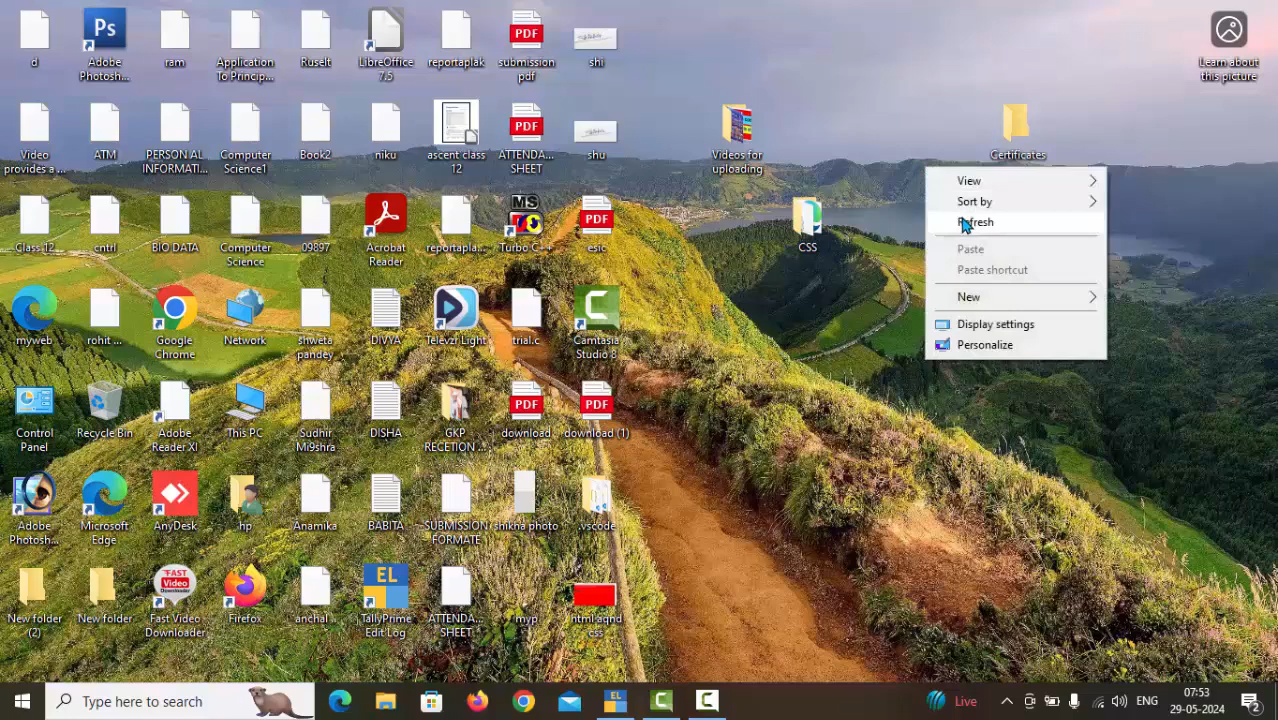 d
Adobe
Photosh...
ram
Application
To Princip...
Ruselt
LibreOffice
7.5
reportaplak
submission
pdf
shi
Learn about
this picture
Video
provides a ...
ATM
PERSONAL
INFORMATI...
Computer
Science1
Book2
niku
ascent class
12
ATTENDA...
SHEET
shu
Videos for
uploading
Certificates
Class 12
cntrl
BIO DATA
Computer
Science
09897
Acrobat
Reader
reportapla...
Turbo C++
esic
CSS
View
Sort by
Refresh
Paste
Paste shortcut
New
Display settings
Personalize
myweb
rohit ...
Google
Chrome
Network
shweta
pandey
DIVYA
Televzr Light
trial.c
Camtasia
Studio 8
Control
Panel
Recycle Bin
Adobe
Reader XI
This PC
Sudhir
Mi9shra
DISHA
GKP
RECETION ...
download
download (1)
Adobe
Photosh...
Microsoft
Edge
AnyDesk
hp
Anamika
BABITA
--SUBMISSION
FORMATE
shikha photo
.vscode
New folder
(2)
New folder
Fast Video
Downloader
Firefox
anchal
TallyPrime
Edit Log
ATTENDA...
SHEET
myp
html aqnd
css
Type here to search
Live
ENG
07:53
29-05-2024
2